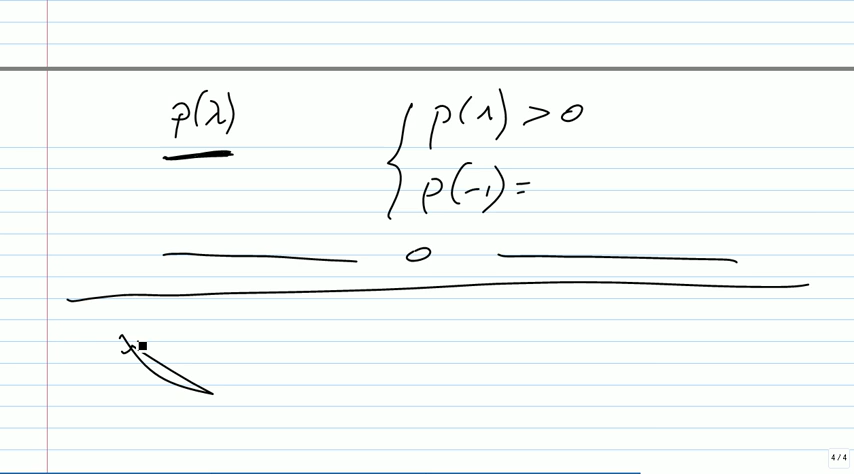 p(λ)
{ p(1) > 0
p(-1) =
0
4 / 4